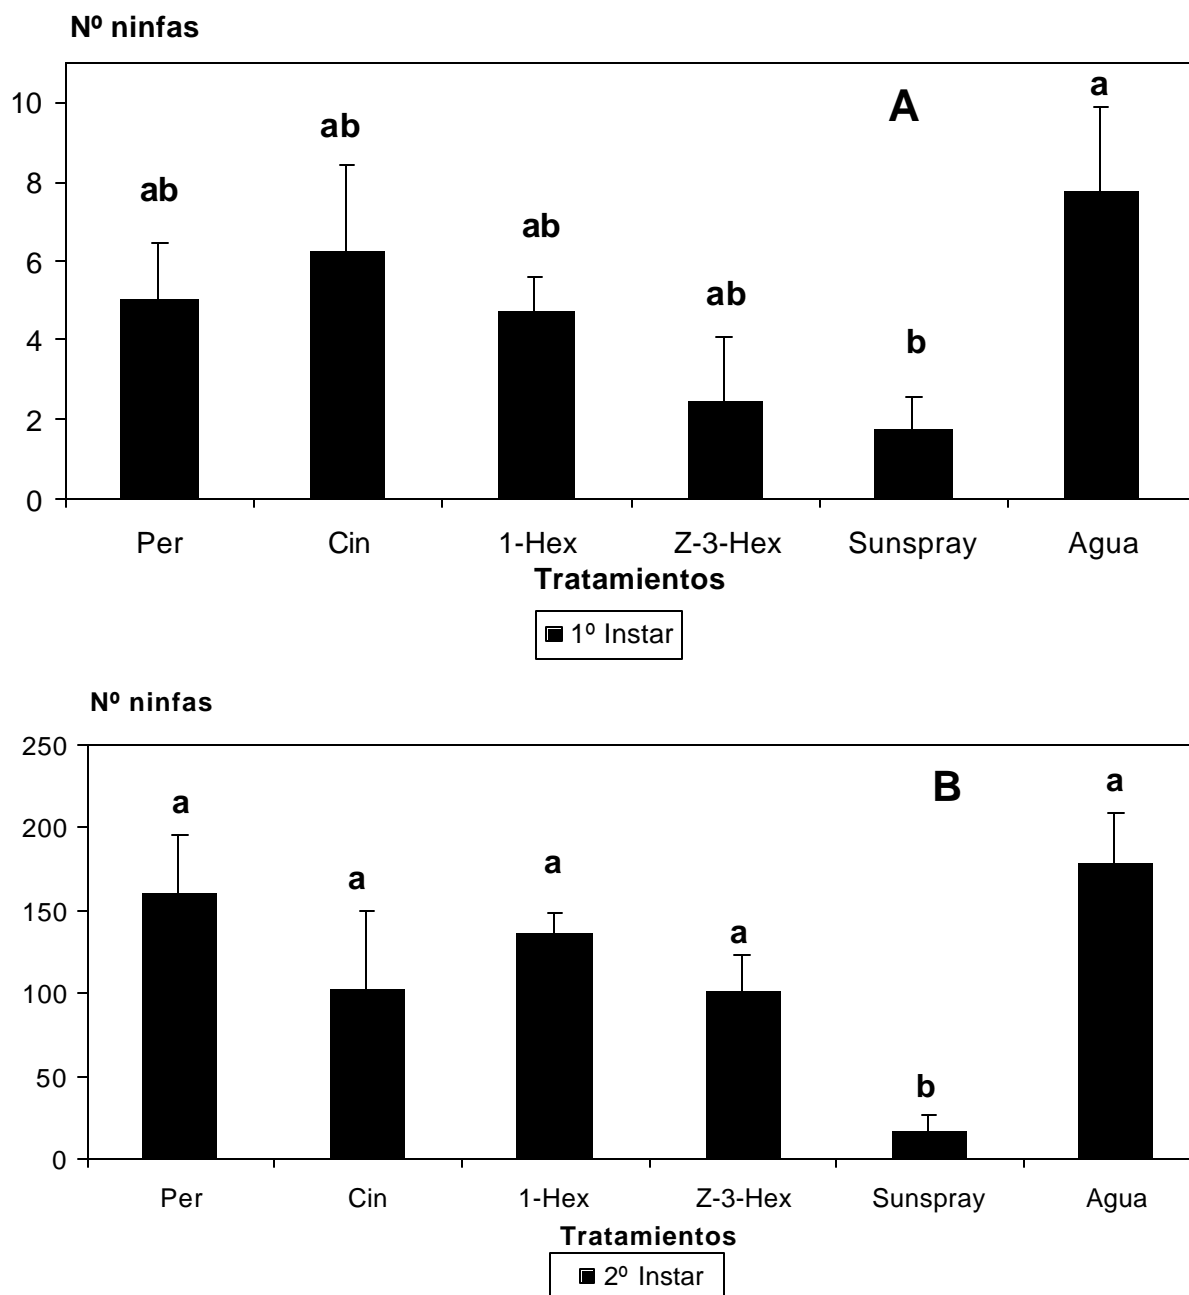 Nº ninfas
A
a
10
ab
8
ab
ab
6
ab
4
b
2
0
Per Cin 1-Hex Z-3-Hex Sunspray Agua
Tratamientos
1º Instar
Nº ninfas
250
B
a
a
200
a
a
150
a
100
50
b
0
Per Cin 1-Hex Z-3-Hex Sunspray Agua
Tratamientos
2º Instar